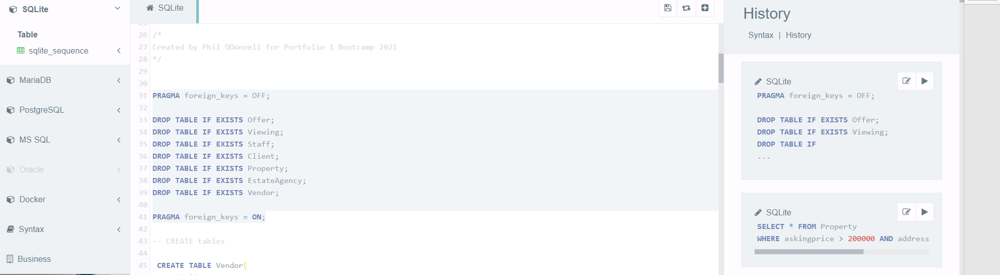 SQLite
Table
sqlite_sequence
MariaDB
PostgreSQL
MS SQL
Oracle
Docker
Syntax
Business
SQLite
26 /*
27 Created by Phil ODonnell for Portfolio 1 Bootcamp 2021
28 */
29
30
31 PRAGMA foreign_keys = OFF;
32
33 DROP TABLE IF EXISTS Offer;
34 DROP TABLE IF EXISTS Viewing;
35 DROP TABLE IF EXISTS Staff;
36 DROP TABLE IF EXISTS Client;
37 DROP TABLE IF EXISTS Property;
38 DROP TABLE IF EXISTS EstateAgency;
39 DROP TABLE IF EXISTS Vendor;
40
41 PRAGMA foreign_keys = ON;
42
43 -- CREATE tables
44
45 CREATE TABLE Vendor(
History
Syntax | History
SQLite
PRAGMA foreign_keys = OFF;
DROP TABLE IF EXISTS Offer;
DROP TABLE IF EXISTS Viewing;
DROP TABLE IF
...
SQLite
SELECT * FROM Property
WHERE askingprice > 200000 AND address